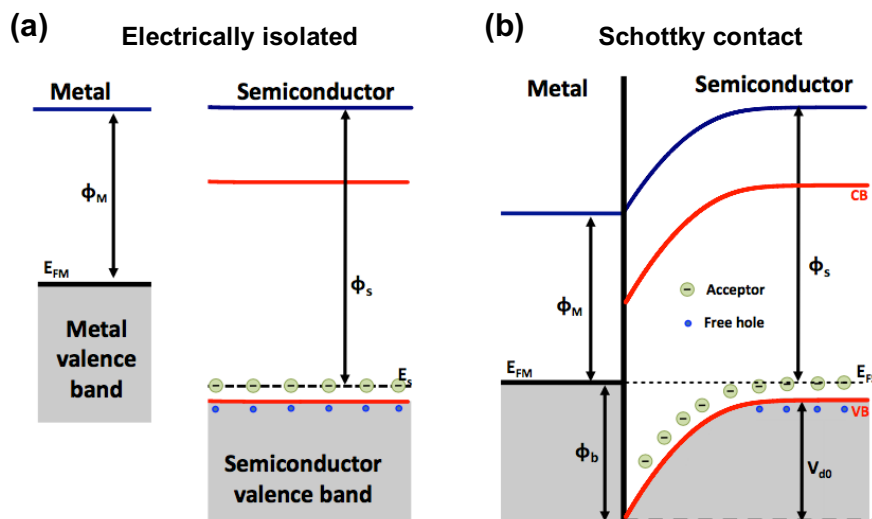 (a)
Electrically isolated
Metal
Semiconductor
ϕM
EFM
ϕs
Metal
valence
band
Es
Semiconductor
valence band
(b)
Schottky contact
Metal
Semiconductor
CB
ϕs
Acceptor
Free hole
ϕM
EFM
EF
VB
ϕb
Vd0